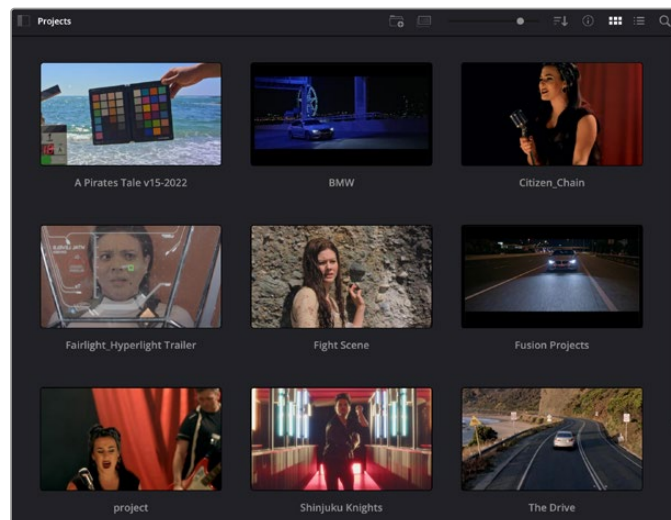 Projects
A Pirates Tale v15-2022
BMW
Citizen_Chain
Fairlight_Hyperlight Trailer
Fight Scene
Fusion Projects
project
Shinjuku Knights
The Drive